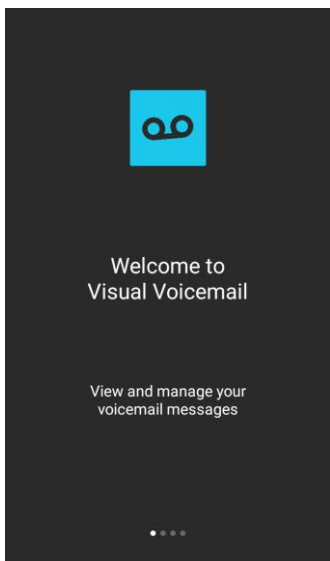 Welcome to
Visual Voicemail
View and manage your
voicemail messages